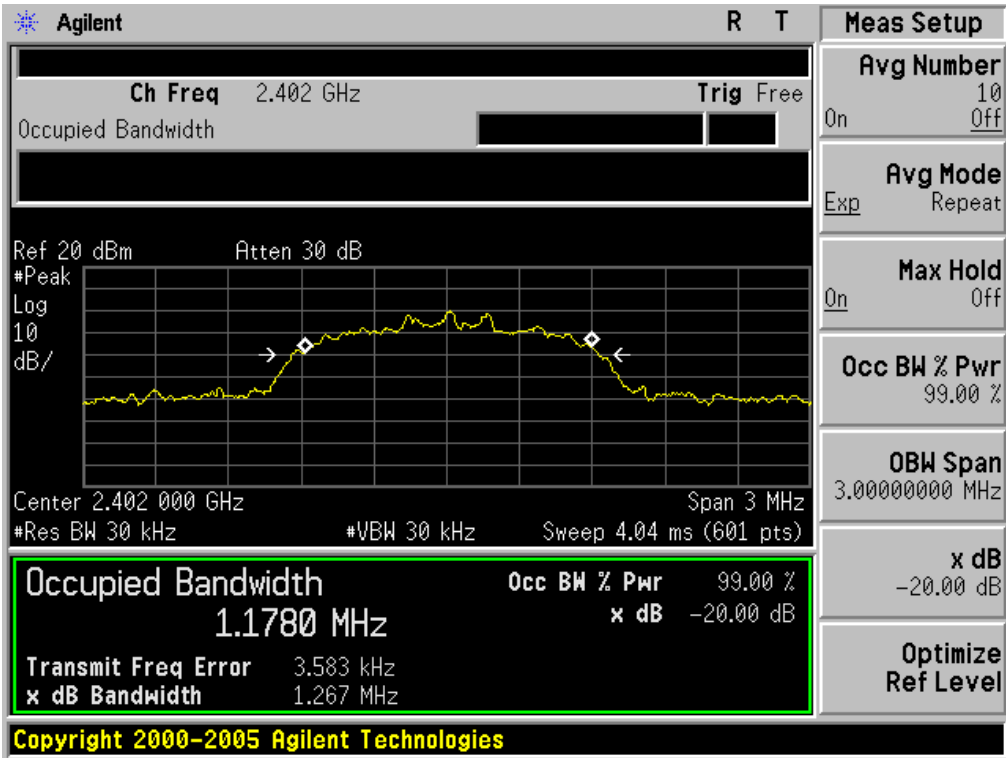 Agilent R T
Ch Freq 2.402 GHz Trig Free
Occupied Bandwidth
Ref 20 dBm Atten 30 dB
#Peak
Log
10
dB/
Center 2.402 000 GHz Span 3 MHz
#Res BW 30 kHz #VBW 30 kHz Sweep 4.04 ms (601 pts)
Occupied Bandwidth Occ BW % Pwr 99.00 %
1.1780 MHz x dB -20.00 dB
Transmit Freq Error 3.583 kHz
x dB Bandwidth 1.267 MHz
Copyright 2000-2005 Agilent Technologies
Meas Setup
Avg Number
10
On Off
Avg Mode
Exp Repeat
Max Hold
On Off
Occ BW % Pwr
99.00 %
OBW Span
3.00000000 MHz
x dB
-20.00 dB
Optimize
Ref Level